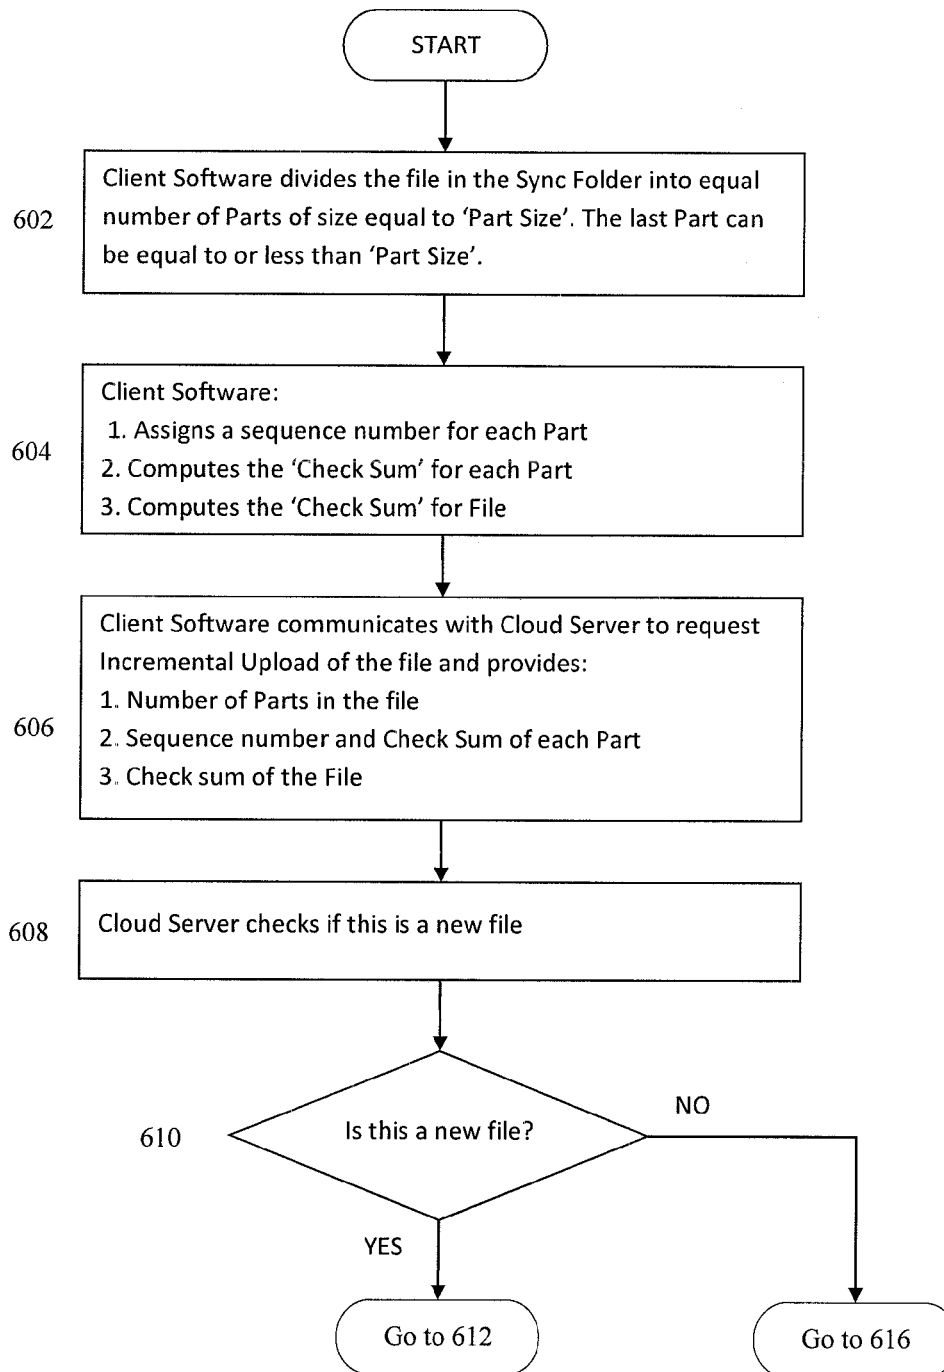 START
602
Client Software divides the file in the Sync Folder into equal
number of Parts of size equal to ‘Part Size’. The last Part can
be equal to or less than ‘Part Size’.
604
Client Software:
1. Assigns a sequence number for each Part
2. Computes the ‘Check Sum’ for each Part
3. Computes the ‘Check Sum’ for File
606
Client Software communicates with Cloud Server to request
Incremental Upload of the file and provides:
1. Number of Parts in the file
2. Sequence number and Check Sum of each Part
3. Check sum of the File
608
Cloud Server checks if this is a new file
610
Is this a new file?
NO
YES
Go to 612
Go to 616